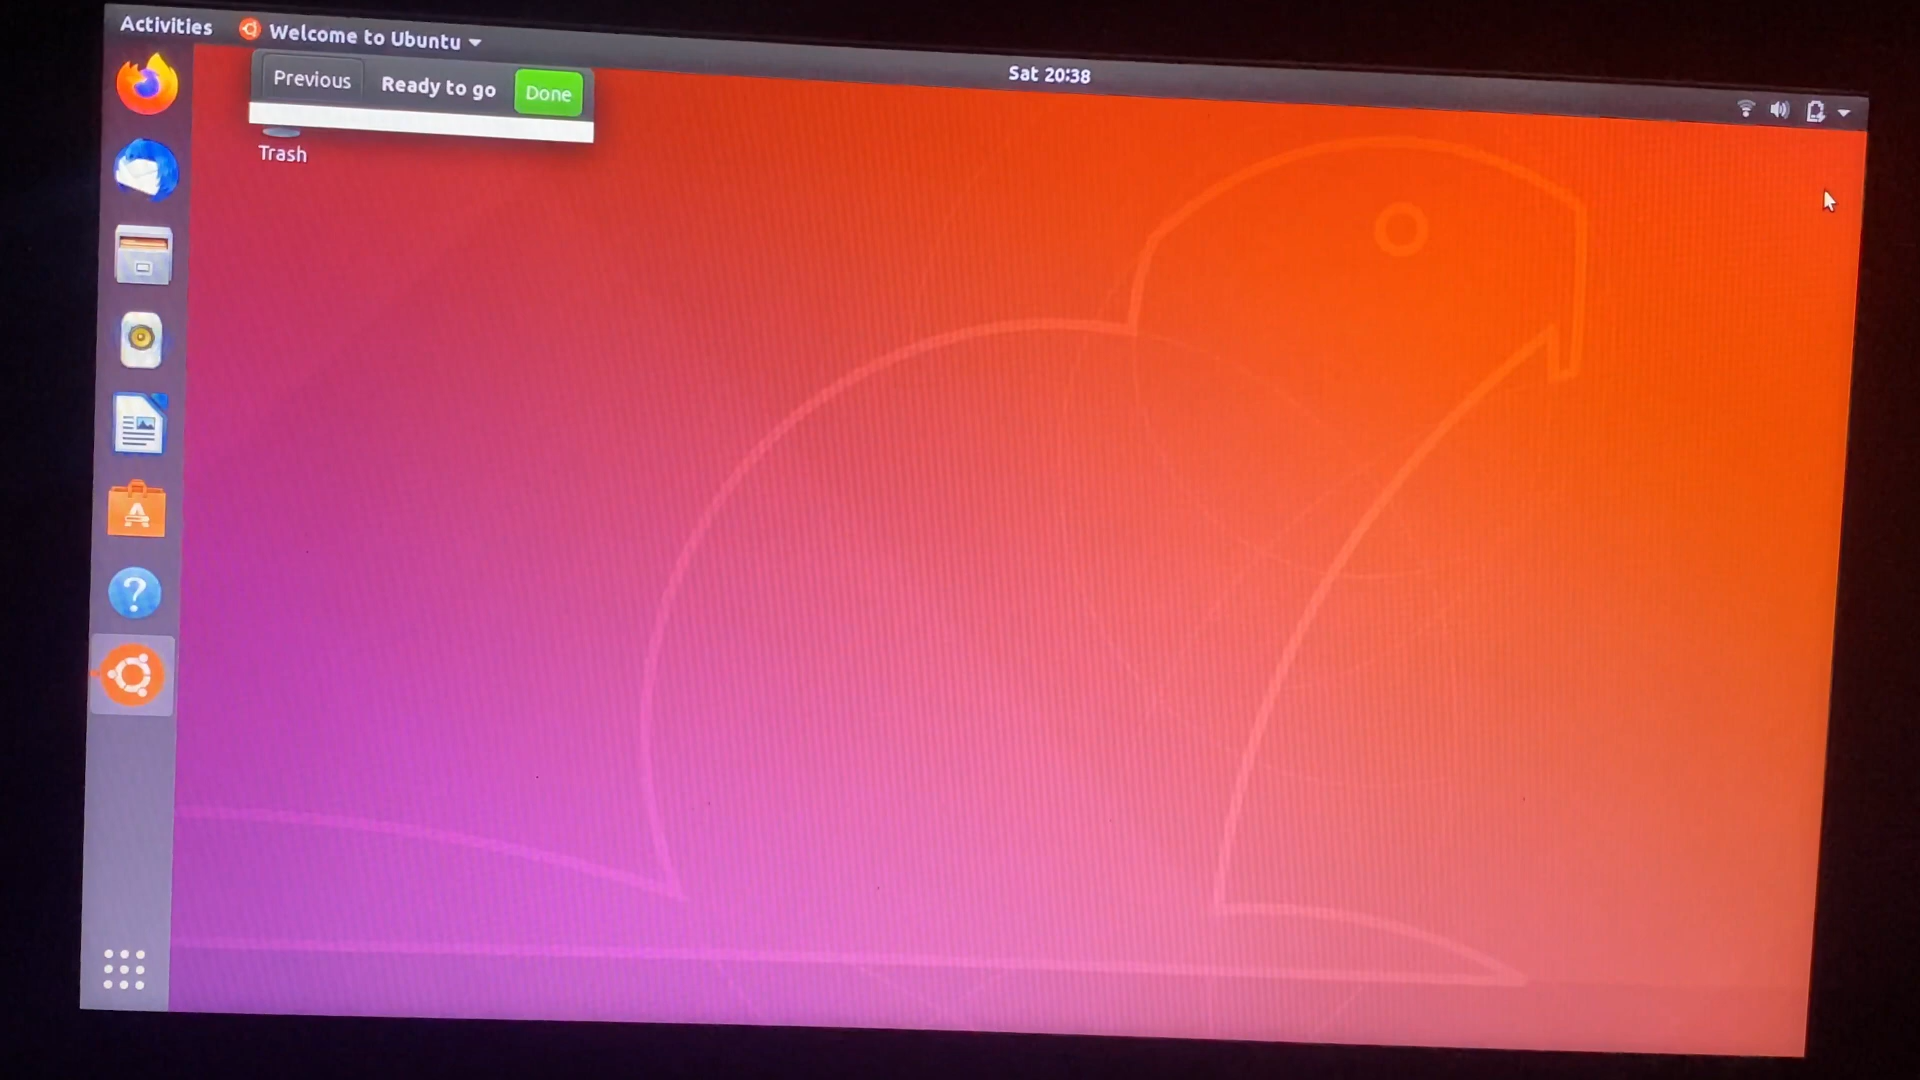 Activities
Welcome to Ubuntu
Sat 20:38
Previous
Ready to go
Done
Trash